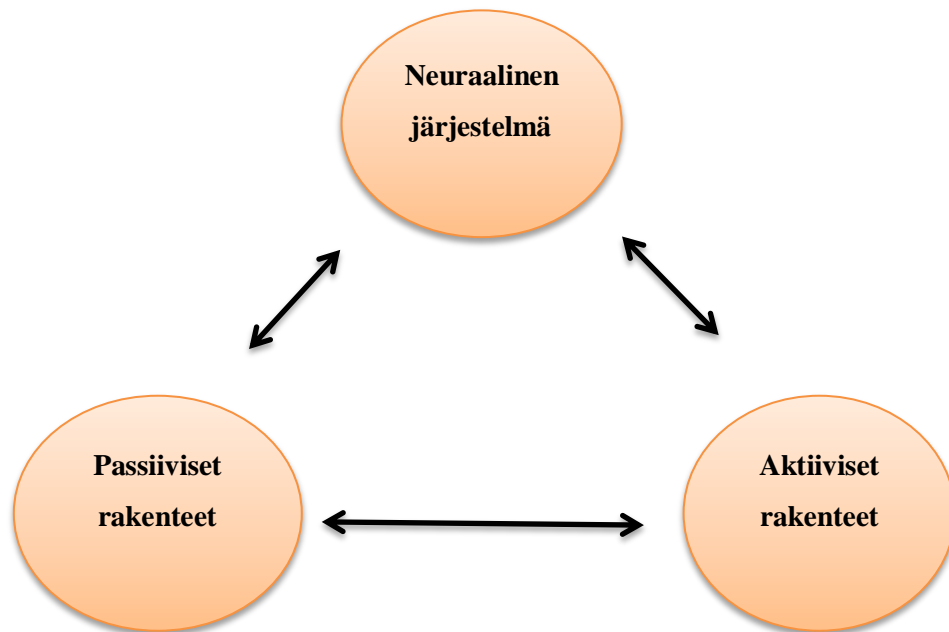 Neuraalinen
järjestelmä
Passiiviset
rakenteet
Aktiiviset
rakenteet